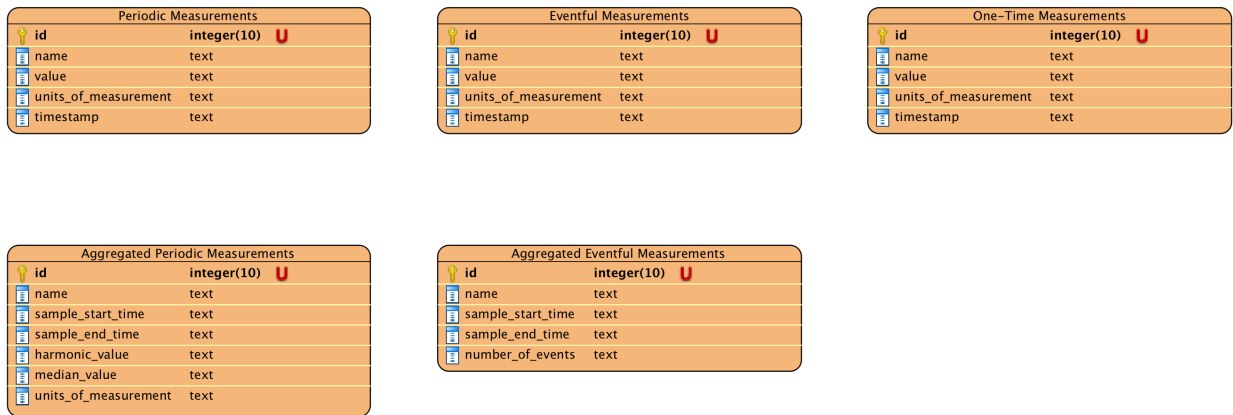 Periodic Measurements
id integer(10) U
name text
value text
units_of_measurement text
timestamp text
Eventful Measurements
id integer(10) U
name text
value text
units_of_measurement text
timestamp text
One-Time Measurements
id integer(10) U
name text
value text
units_of_measurement text
timestamp text
Aggregated Periodic Measurements
id integer(10) U
name text
sample_start_time text
sample_end_time text
harmonic_value text
median_value text
units_of_measurement text
Aggregated Eventful Measurements
id integer(10) U
name text
sample_start_time text
sample_end_time text
number_of_events text